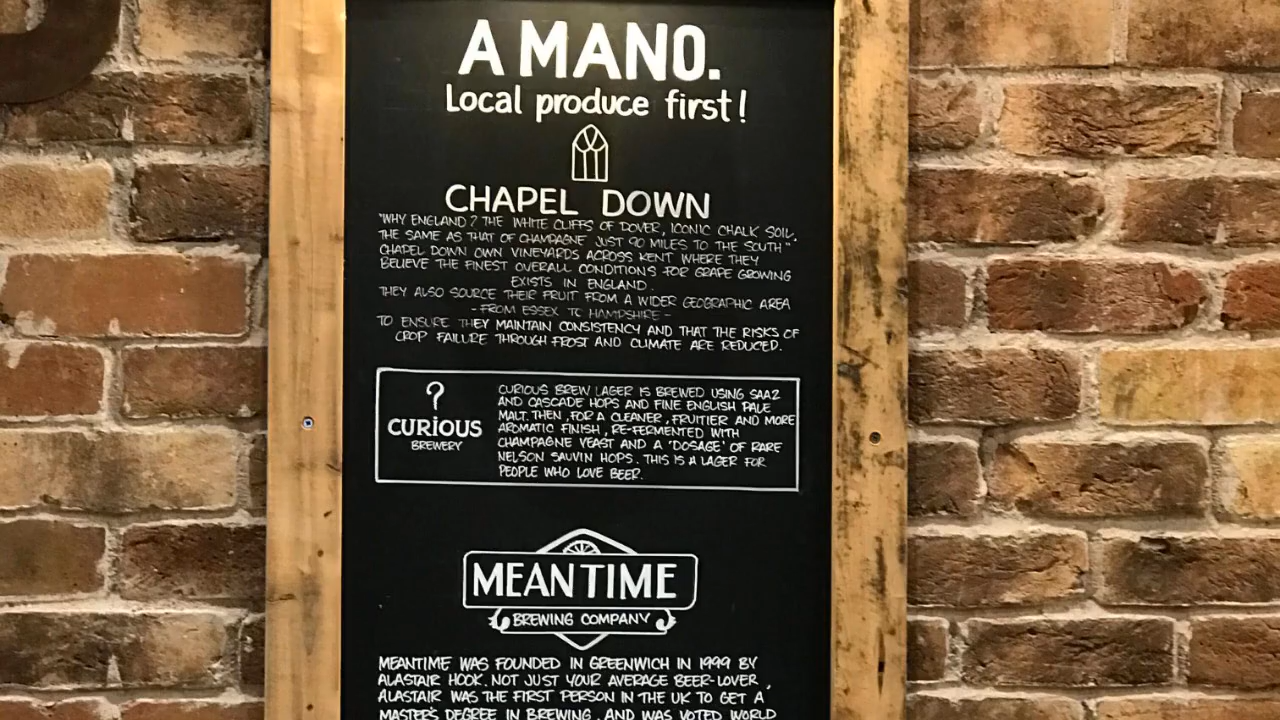 A MANO.
Local produce first!
CHAPEL DOWN
"WHY ENGLAND? THE WHITE CLIFFS OF DOVER, ICONIC CHALK SOIL.
THE SAME AS THAT OF CHAMPAGNE JUST 90 MILES TO THE SOUTH"
CHAPEL DOWN OWN VINEYARDS ACROSS KENT WHERE THEY
BELIEVE THE FINEST OVERALL CONDITIONS FOR GRAPE GROWING
EXISTS IN ENGLAND.
THEY ALSO SOURCE THEIR FRUIT FROM A WIDER GEOGRAPHIC AREA
- FROM ESSEX TO HAMPSHIRE -
TO ENSURE THEY MAINTAIN CONSISTENCY AND THAT THE RISKS OF
CROP FAILURE THROUGH FROST AND CLIMATE ARE REDUCED.
?
CURIOUS
BREWERY
CURIOUS BREW LAGER IS BREWED USING SAAZ
AND CASCADE HOPS AND FINE ENGLISH PALE
MALT. THEN, FOR A CLEANER, FRUITIER AND MORE
AROMATIC FINISH, RE-FERMENTED WITH
CHAMPAGNE YEAST AND A 'DOSAGE' OF RARE
NELSON SAUVIN HOPS. THIS IS A LAGER FOR
PEOPLE WHO LOVE BEER.
MEANTIME
BREWING COMPANY
MEANTIME WAS FOUNDED IN GREENWICH IN 1999 BY
ALASTAIR HOOK. NOT JUST YOUR AVERAGE BEER-LOVER,
ALASTAIR WAS THE FIRST PERSON IN THE UK TO GET A
MASTER'S DEGREE IN BREWING, AND WAS VOTED WORLD